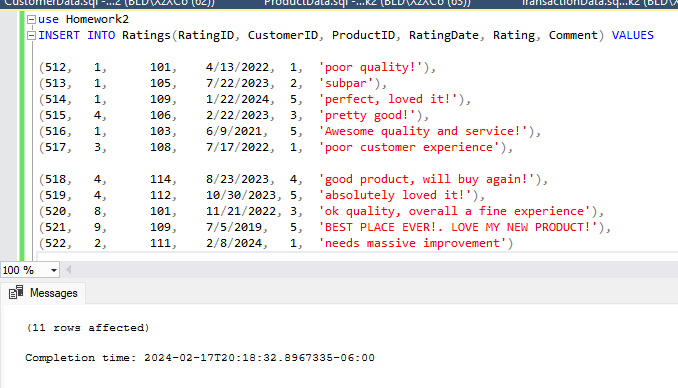 CustomerData.sql -...2 (BLD\XzXCo (62))    ProductData.sql -...k2 (BLD\XzXCo (63))    TransactionData.sq...k2 (BLD\XzXCo
use Homework2
INSERT INTO Ratings(RatingID, CustomerID, ProductID, RatingDate, Rating, Comment) VALUES
(512, 1, 101, 4/13/2022, 1, 'poor quality!'),
(513, 1, 105, 7/22/2023, 2, 'subpar'),
(514, 1, 109, 1/22/2024, 5, 'perfect, loved it!'),
(515, 4, 106, 2/22/2023, 3, 'pretty good!'),
(516, 1, 103, 6/9/2021, 5, 'Awesome quality and service!'),
(517, 3, 108, 7/17/2022, 1, 'poor customer experience'),
(518, 4, 114, 8/23/2023, 4, 'good product, will buy again!'),
(519, 4, 112, 10/30/2023, 5, 'absolutely loved it!'),
(520, 8, 101, 11/21/2022, 3, 'ok quality, overall a fine experience'),
(521, 9, 109, 7/5/2019, 5, 'BEST PLACE EVER!. LOVE MY NEW PRODUCT!'),
(522, 2, 111, 2/8/2024, 1, 'needs massive improvement')
100 %
Messages
(11 rows affected)
Completion time: 2024-02-17T20:18:32.8967335-06:00